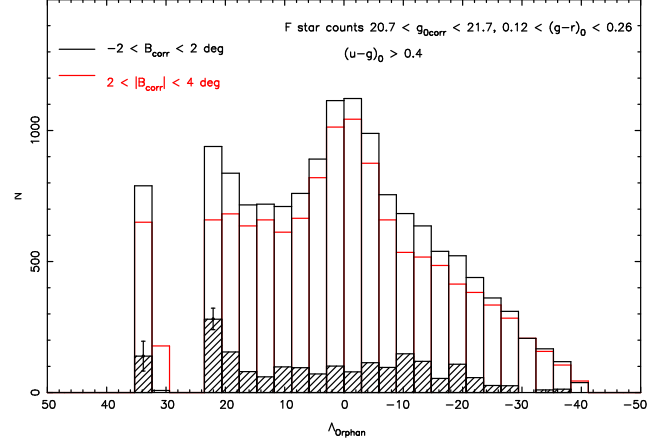 F star counts 20.7 < g0corr < 21.7, 0.12 < (g-r)0 < 0.26
-2 < Bcorr < 2 deg
(u-g)0 > 0.4
2 < |Bcorr| < 4 deg
1000
N
500
0
50 40 30 20 10 0 -10 -20 -30 -40 -50
ΛOrphan